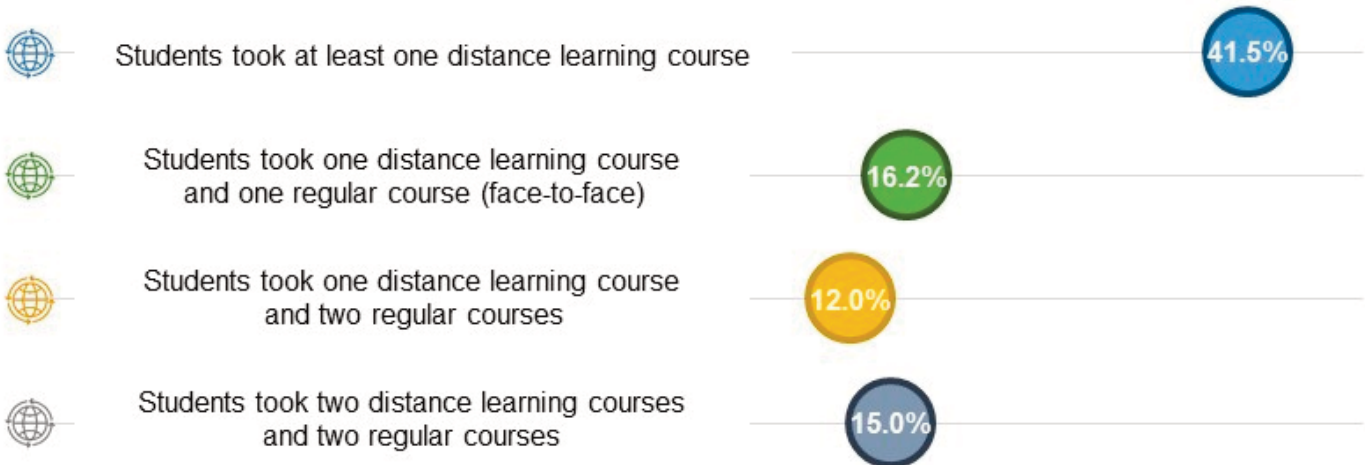 Students took at least one distance learning course
41.5%
Students took one distance learning course
and one regular course (face-to-face)
16.2%
Students took one distance learning course
and two regular courses
12.0%
Students took two distance learning courses
and two regular courses
15.0%